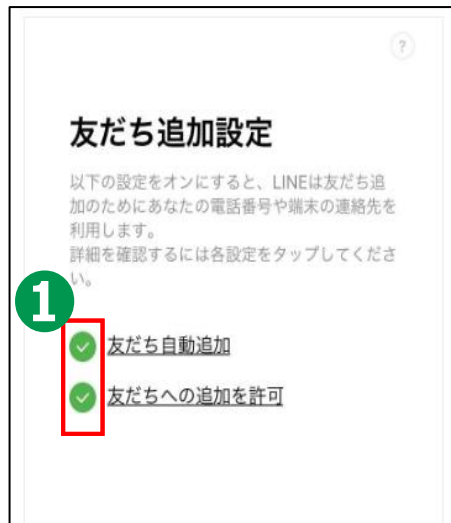 ?
友だち追加設定
以下の設定をオンにすると、LINEは友だち追
加のためにあなたの電話番号や端末の連絡先を
利用します。
詳細を確認するには各設定をタップしてくださ
い。
1
友だち自動追加
友だちへの追加を許可